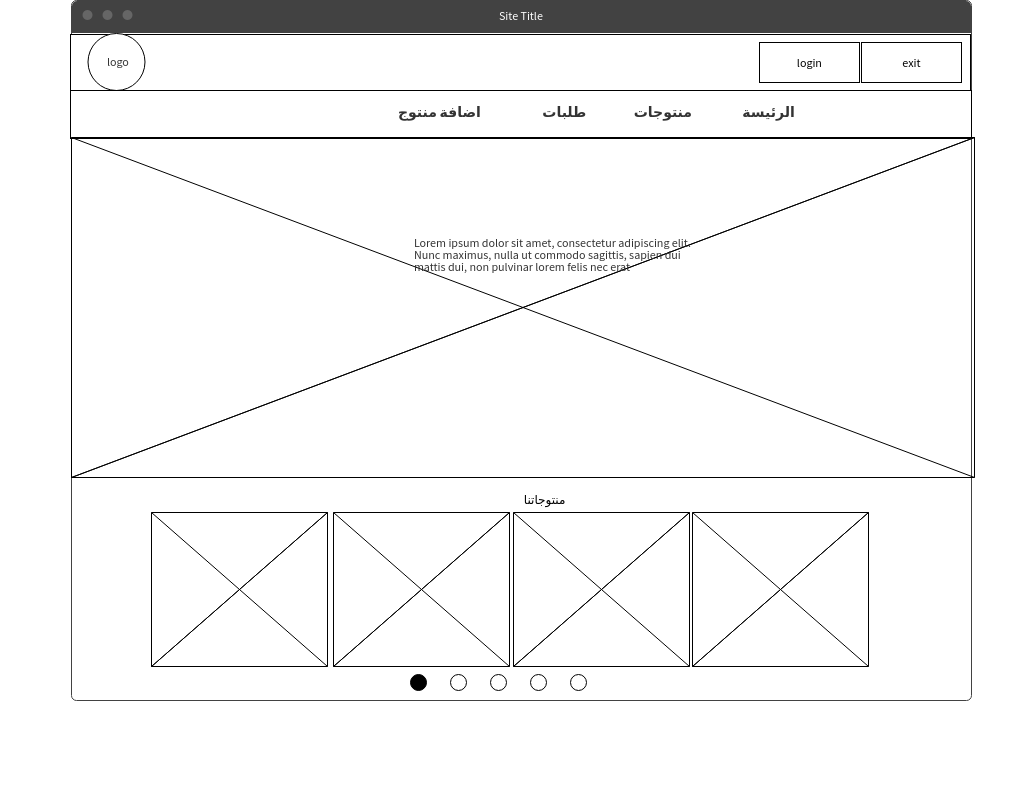 Site Title
logo
login
exit
الرئيسة
منتوجات
طلبات
اضافة منتوج
Lorem ipsum dolor sit amet, consectetur adipiscing elit.
Nunc maximus, nulla ut commodo sagittis, sapien dui
mattis dui, non pulvinar lorem felis nec erat
منتوجاتنا